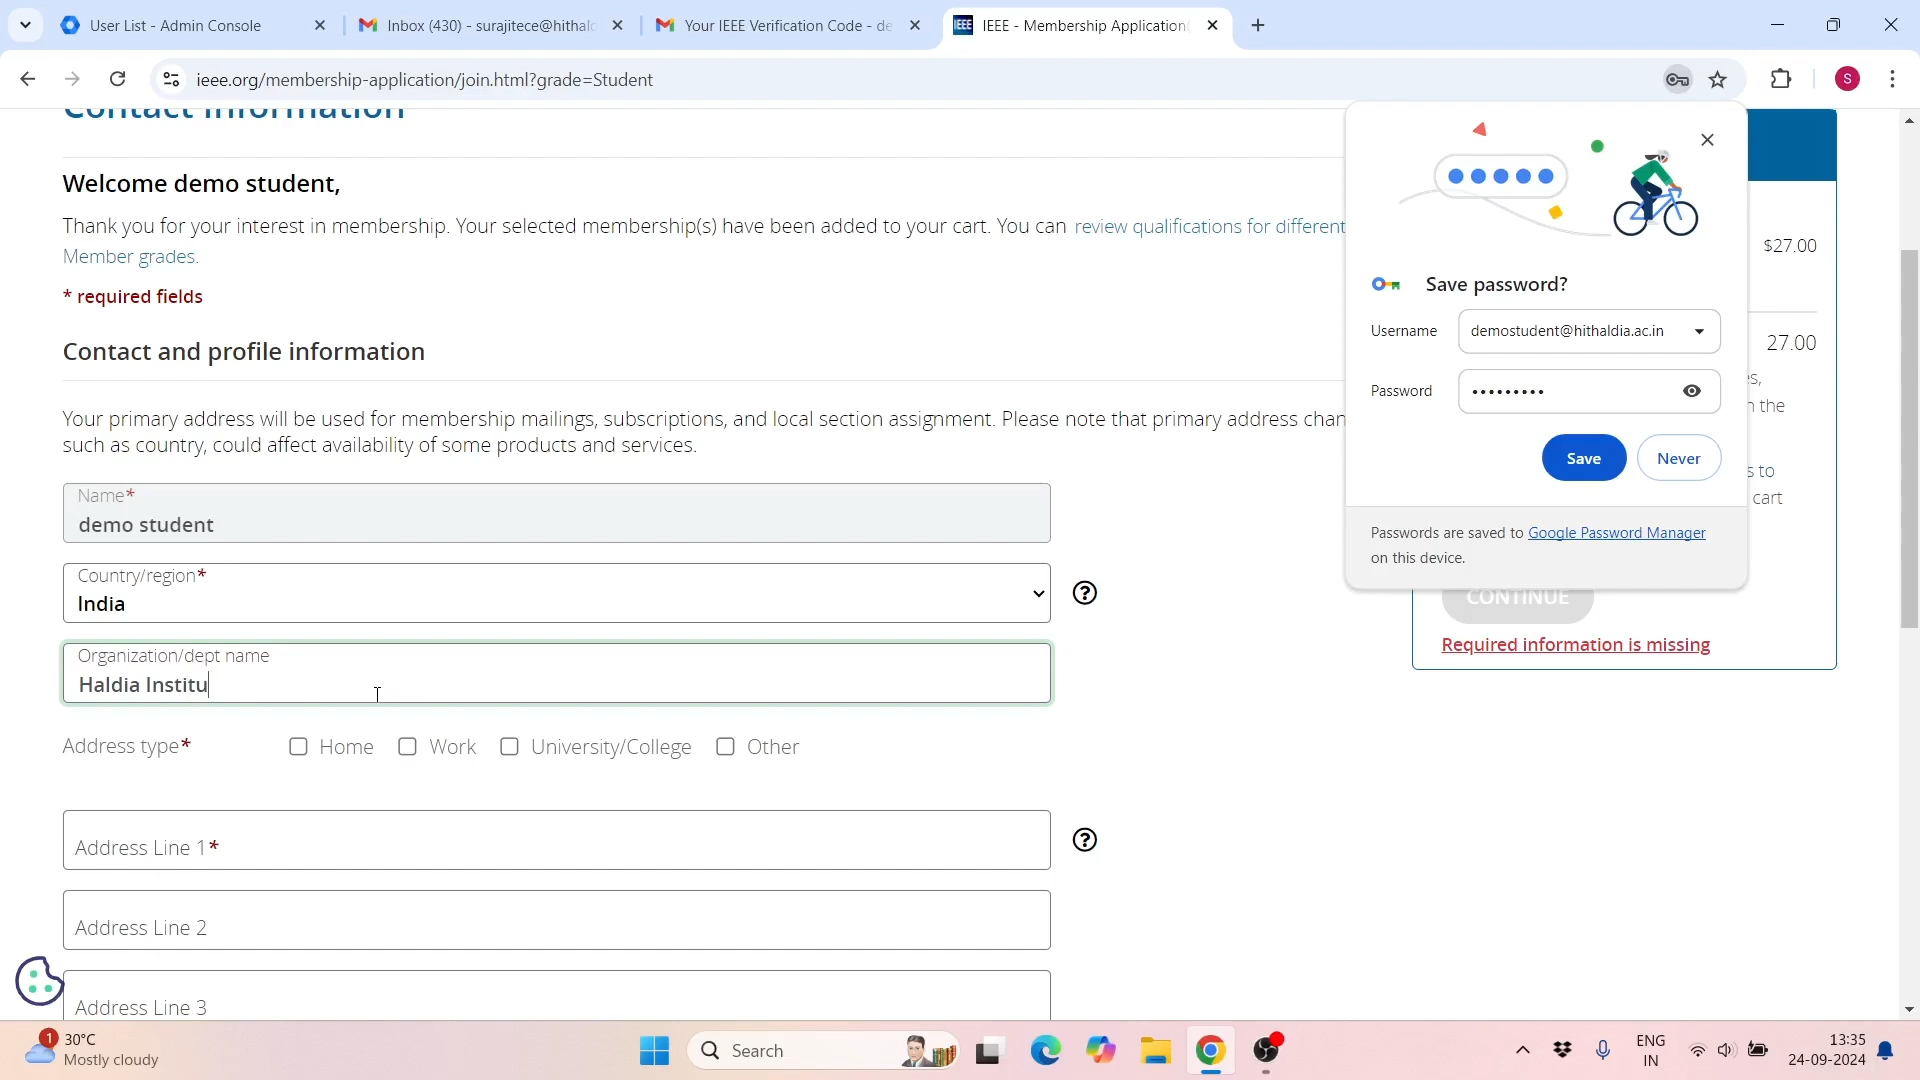 User List - Admin Console
Inbox (430) - surajitece@hithaldi
Your IEEE Verification Code - de
IEEE - Membership Application(
ieee.org/membership-application/join.html?grade=Student
S
Contact Information
Welcome demo student,
Thank you for your interest in membership. Your selected membership(s) have been added to your cart. You can review qualifications for different
Member grades.
* required fields
Contact and profile information
Your primary address will be used for membership mailings, subscriptions, and local section assignment. Please note that primary address chan
such as country, could affect availability of some products and services.
Name*
demo student
Country/region*
India
Organization/dept name
Haldia Institu
Address type*
Home
Work
University/College
Other
Address Line 1*
Address Line 2
Address Line 3
Save password?
Username
demostudent@hithaldia.ac.in
Password
•••••••••
Save
Never
Passwords are saved to Google Password Manager
on this device.
$27.00
27.00
s,
the
s to
cart
CONTINUE
Required information is missing
1
30°C
Mostly cloudy
Search
ENG
IN
13:35
24-09-2024